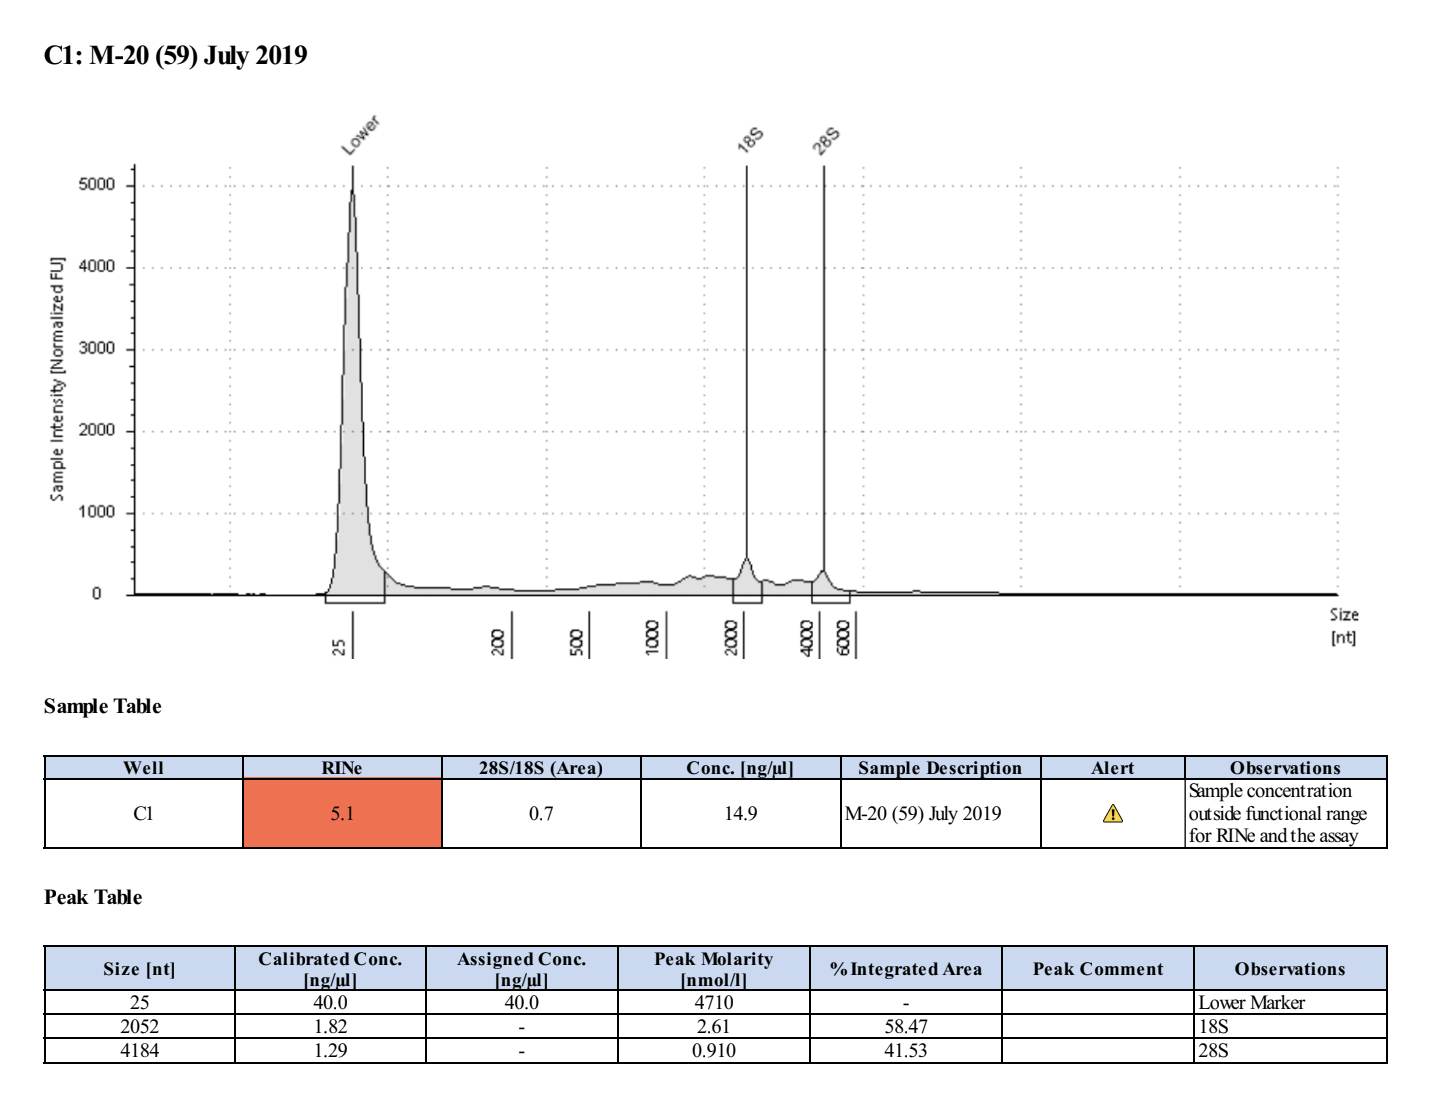 C1: M-20 (59) July 2019
Lower
18S
28S
Sample Intensity [Normalized FU]
5000
4000
3000
2000
1000
0
25
200
500
1000
2000
4000
6000
Size
[nt]
Sample Table
Well RINe 28S/18S (Area) Conc. [ng/µl] Sample Description Alert Observations
C1 5.1 0.7 14.9 M-20 (59) July 2019 Sample concentration
outside functional range
for RINe and the assay
Peak Table
Size [nt] Calibrated Conc. [ng/µl] Assigned Conc. [ng/µl] Peak Molarity [nmol/l] % Integrated Area Peak Comment Observations
25 40.0 40.0 4710 - Lower Marker
2052 1.82 - 2.61 58.47 18S
4184 1.29 - 0.910 41.53 28S